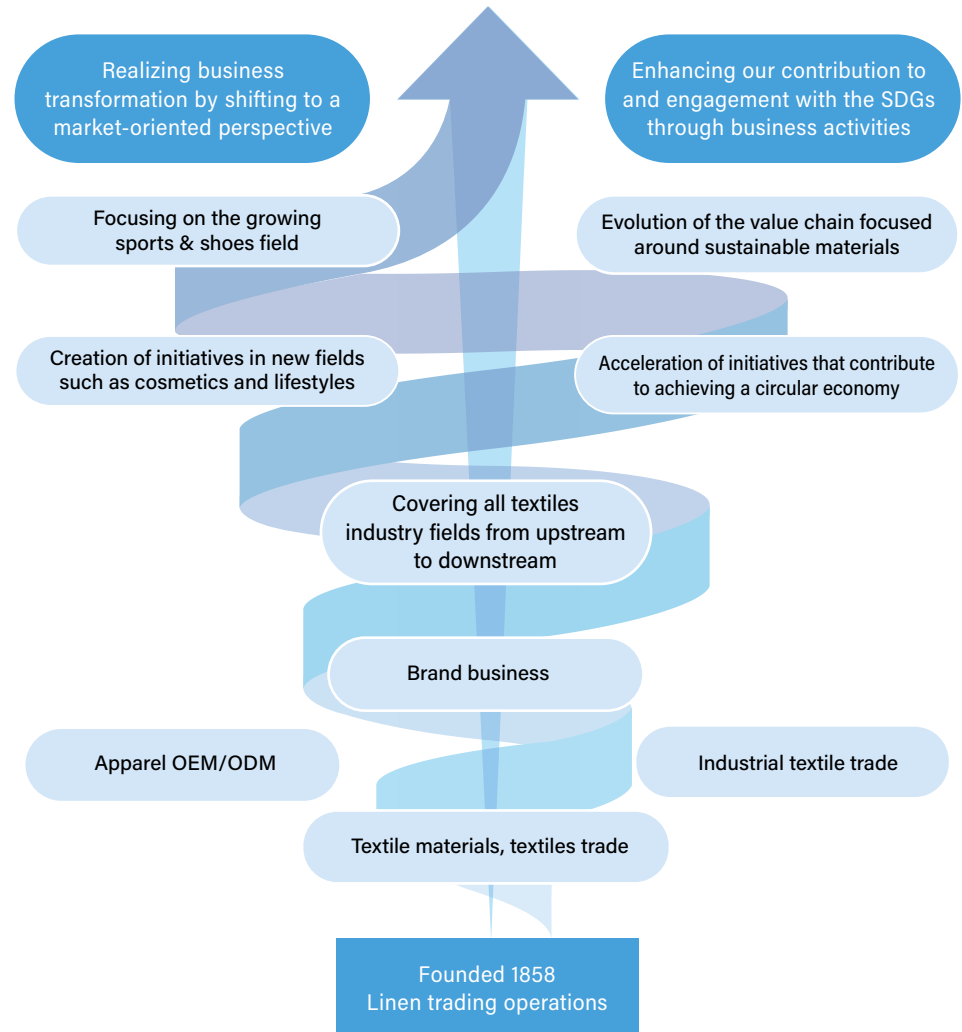 Realizing business
transformation by shifting to a
market-oriented perspective
Enhancing our contribution to
and engagement with the SDGs
through business activities
Focusing on the growing
sports & shoes field
Evolution of the value chain focused
around sustainable materials
Creation of initiatives in new fields
such as cosmetics and lifestyles
Acceleration of initiatives that contribute
to achieving a circular economy
Covering all textiles
industry fields from upstream
to downstream
Brand business
Apparel OEM/ODM
Industrial textile trade
Textile materials, textiles trade
Founded 1858
Linen trading operations